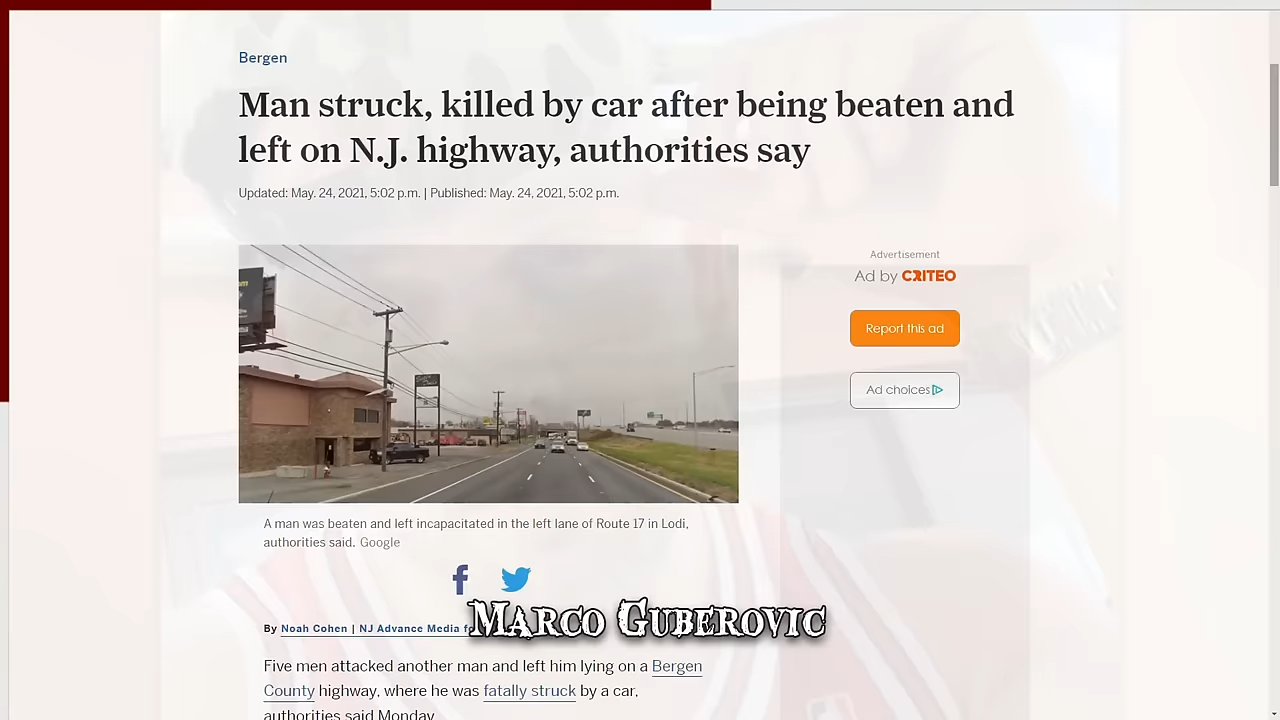 Bergen
Man struck, killed by car after being beaten and
left on N.J. highway, authorities say
Updated: May. 24, 2021, 5:02 p.m. | Published: May. 24, 2021, 5:02 p.m.
Advertisement
Ad by CRITEO
Report this ad
Ad choices
A man was beaten and left incapacitated in the left lane of Route 17 in Lodi,
authorities said. Google
By Noah Cohen | NJ Advance Media
Marco Guberovic
Five men attacked another man and left him lying on a Bergen
County highway, where he was fatally struck by a car,
authorities said Monday.